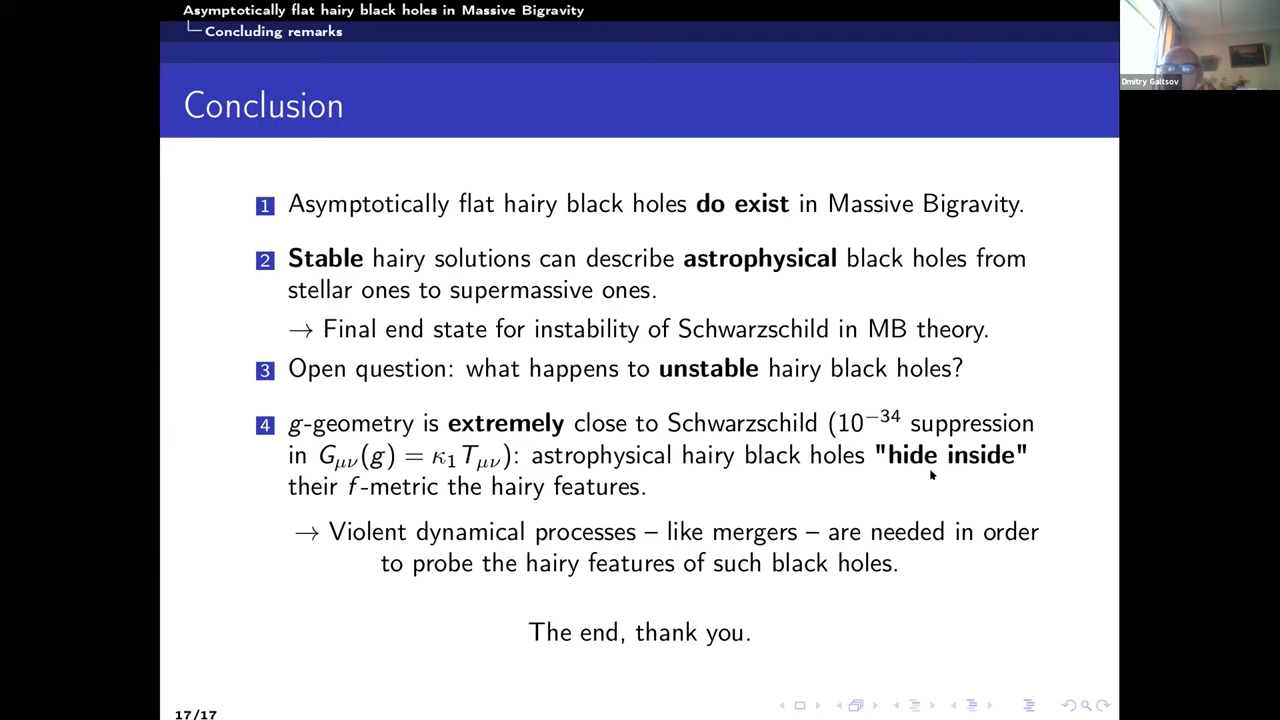 Asymptotically flat hairy black holes in Massive Bigravity
Concluding remarks
Dmitry Galtsov
Conclusion
1 Asymptotically flat hairy black holes do exist in Massive Bigravity.
2 Stable hairy solutions can describe astrophysical black holes from
stellar ones to supermassive ones.
→ Final end state for instability of Schwarzschild in MB theory.
3 Open question: what happens to unstable hairy black holes?
4 g-geometry is extremely close to Schwarzschild (10⁻³⁴ suppression
in Gμν(g) = κ₁Tμν): astrophysical hairy black holes "hide inside"
their f-metric the hairy features.
→ Violent dynamical processes – like mergers – are needed in order
to probe the hairy features of such black holes.
The end, thank you.
17/17